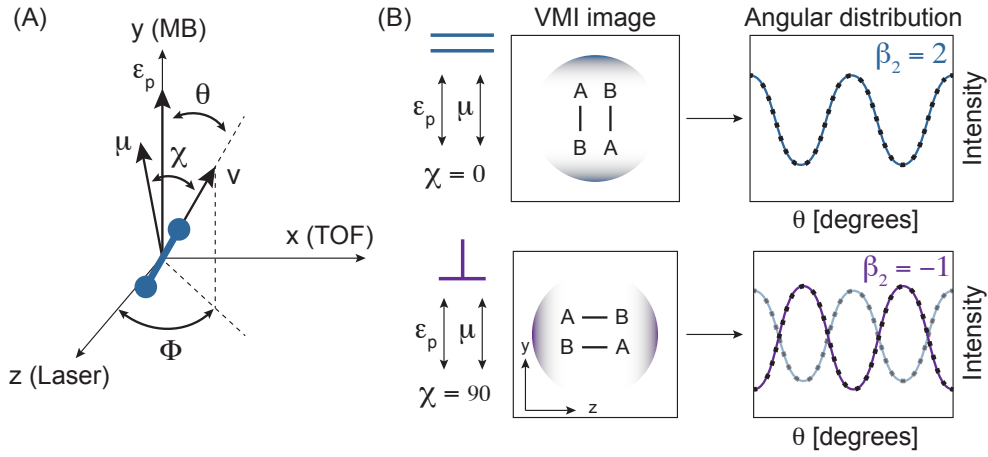 (A)
y (MB)
εp
θ
μ
χ
v
x (TOF)
Φ
z (Laser)
(B)
VMI image
Angular distribution
εp μ
χ = 0
A B
B A
β2 = 2
Intensity
θ [degrees]
εp μ
χ = 90
A B
B A
y
z
β2 = −1
Intensity
θ [degrees]